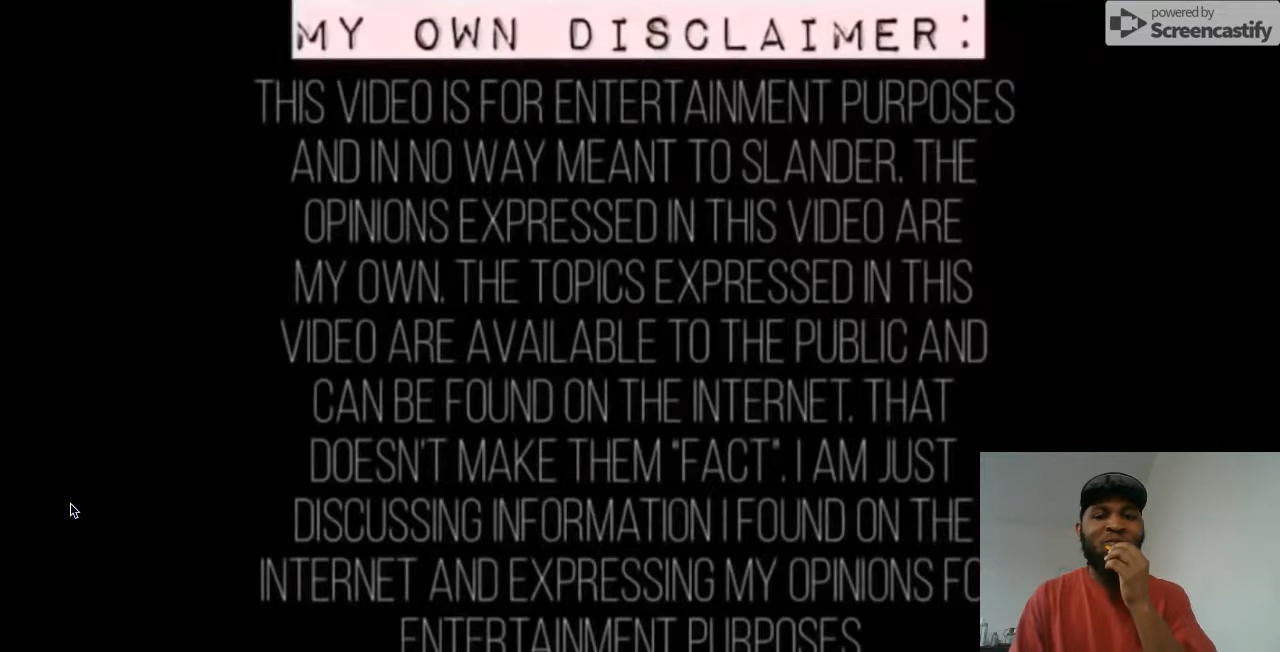 MY OWN DISCLAIMER:
powered by
Screencastify
THIS VIDEO IS FOR ENTERTAINMENT PURPOSES
AND IN NO WAY MEANT TO SLANDER. THE
OPINIONS EXPRESSED IN THIS VIDEO ARE
MY OWN. THE TOPICS EXPRESSED IN THIS
VIDEO ARE AVAILABLE TO THE PUBLIC AND
CAN BE FOUND ON THE INTERNET. THAT
DOESN'T MAKE THEM "FACT". I AM JUST
DISCUSSING INFORMATION I FOUND ON THE
INTERNET AND EXPRESSING MY OPINIONS
ENTERTAINMENT PURPOSES